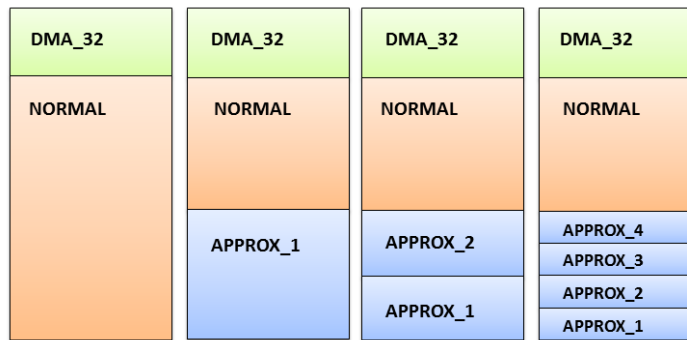 DMA_32
NORMAL
DMA_32
NORMAL
APPROX_1
DMA_32
NORMAL
APPROX_2
APPROX_1
DMA_32
NORMAL
APPROX_4
APPROX_3
APPROX_2
APPROX_1